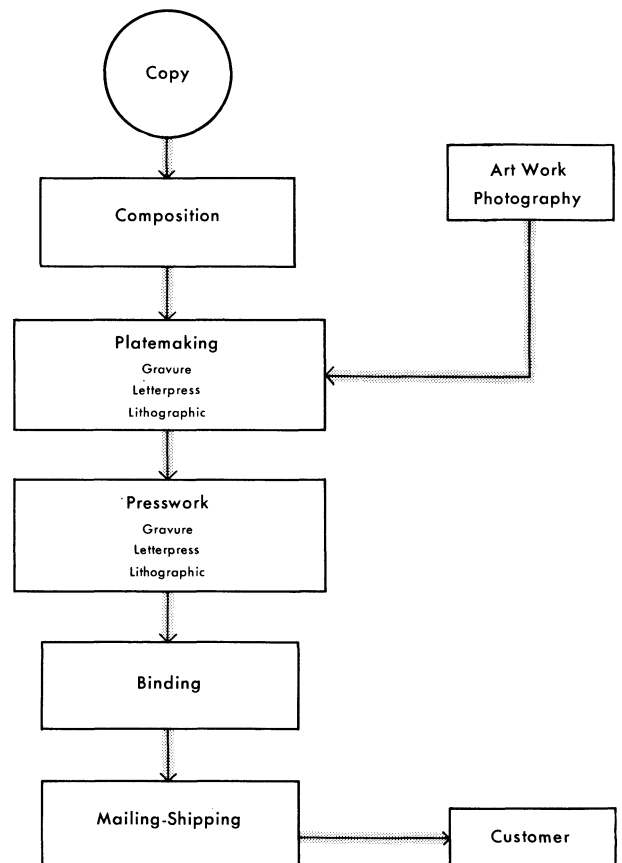 Copy
Composition
Art Work
Photography
Platemaking
Gravure
Letterpress
Lithographic
Presswork
Gravure
Letterpress
Lithographic
Binding
Mailing-Shipping
Customer